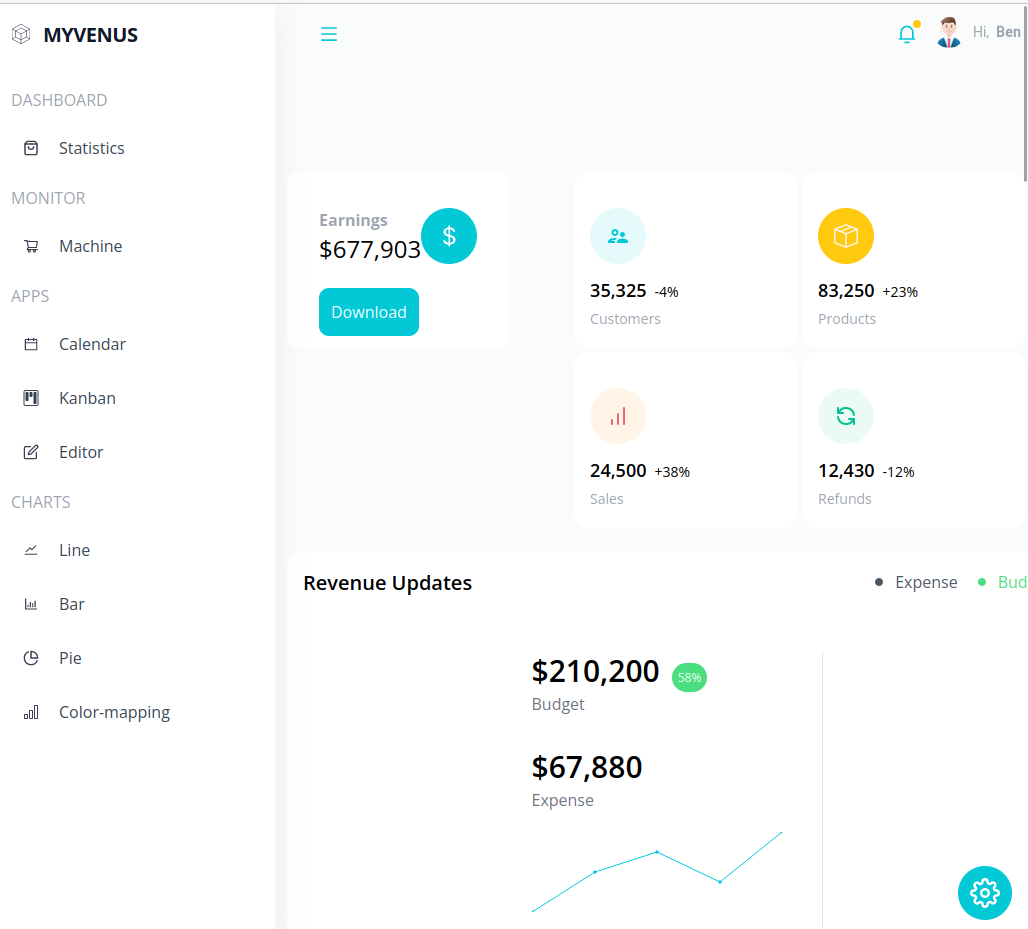 MYVENUS
Hi, Ben
DASHBOARD
Statistics
MONITOR
Machine
APPS
Calendar
Kanban
Editor
CHARTS
Line
Bar
Pie
Color-mapping
Earnings
$677,903
$
Download
35,325 -4%
Customers
83,250 +23%
Products
24,500 +38%
Sales
12,430 -12%
Refunds
Revenue Updates
Expense
Bud
$210,200 58%
Budget
$67,880
Expense